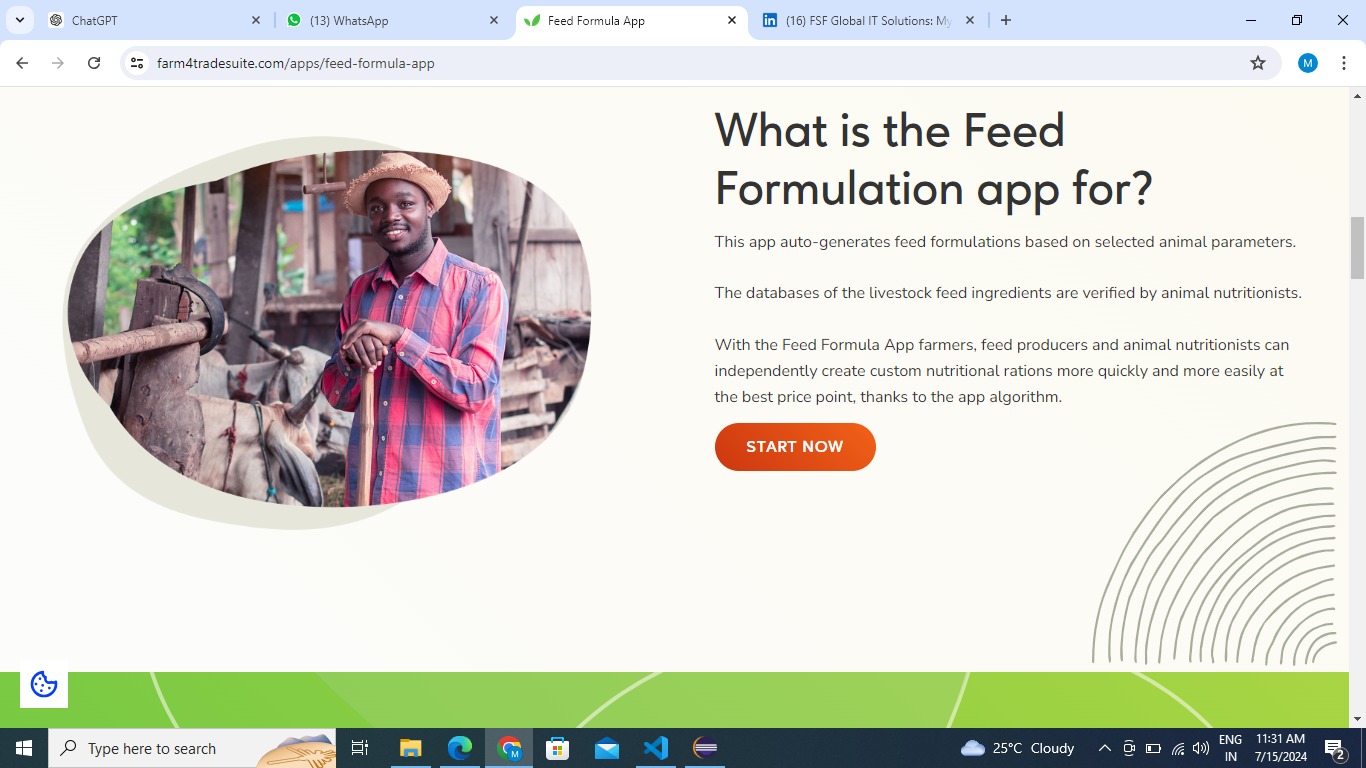 ChatGPT
(13) WhatsApp
Feed Formula App
(16) FSF Global IT Solutions: My
farm4tradesuite.com/apps/feed-formula-app
M
What is the Feed
Formulation app for?
This app auto-generates feed formulations based on selected animal parameters.
The databases of the livestock feed ingredients are verified by animal nutritionists.
With the Feed Formula App farmers, feed producers and animal nutritionists can
independently create custom nutritional rations more quickly and more easily at
the best price point, thanks to the app algorithm.
START NOW
Type here to search
M
25°C Cloudy
ENG
IN
11:31 AM
7/15/2024
2